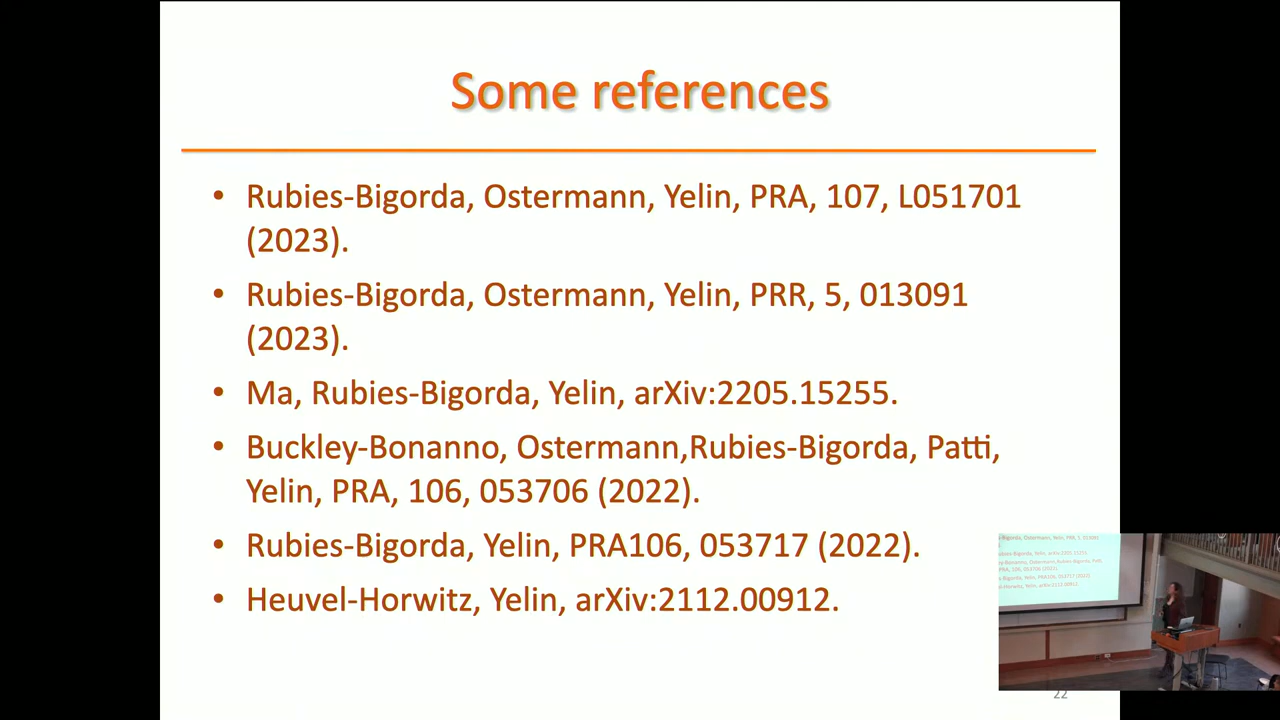 Some references
• Rubies-Bigorda, Ostermann, Yelin, PRA, 107, L051701
(2023).
• Rubies-Bigorda, Ostermann, Yelin, PRR, 5, 013091
(2023).
• Ma, Rubies-Bigorda, Yelin, arXiv:2205.15255.
• Buckley-Bonanno, Ostermann,Rubies-Bigorda, Patti,
Yelin, PRA, 106, 053706 (2022).
• Rubies-Bigorda, Yelin, PRA106, 053717 (2022).
• Heuvel-Horwitz, Yelin, arXiv:2112.00912.
22